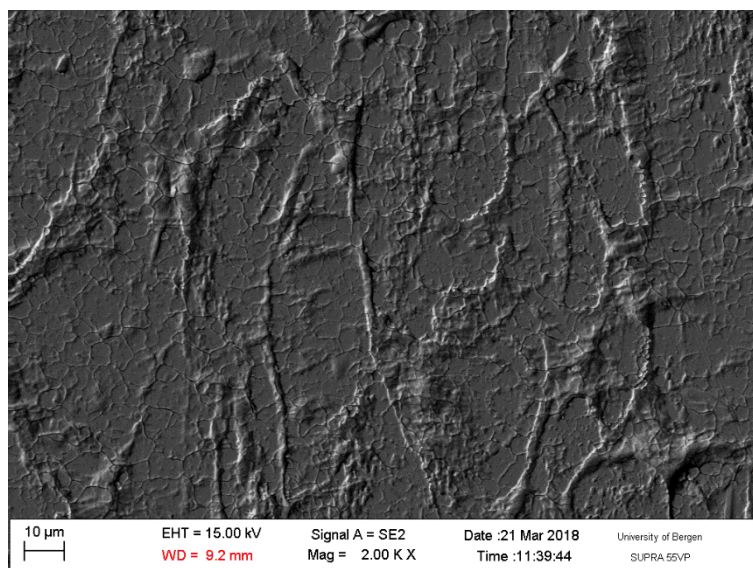 10 µm
EHT = 15.00 kV
WD = 9.2 mm
Signal A = SE2
Mag = 2.00 K X
Date :21 Mar 2018
Time :11:39:44
University of Bergen
SUPRA 55VP